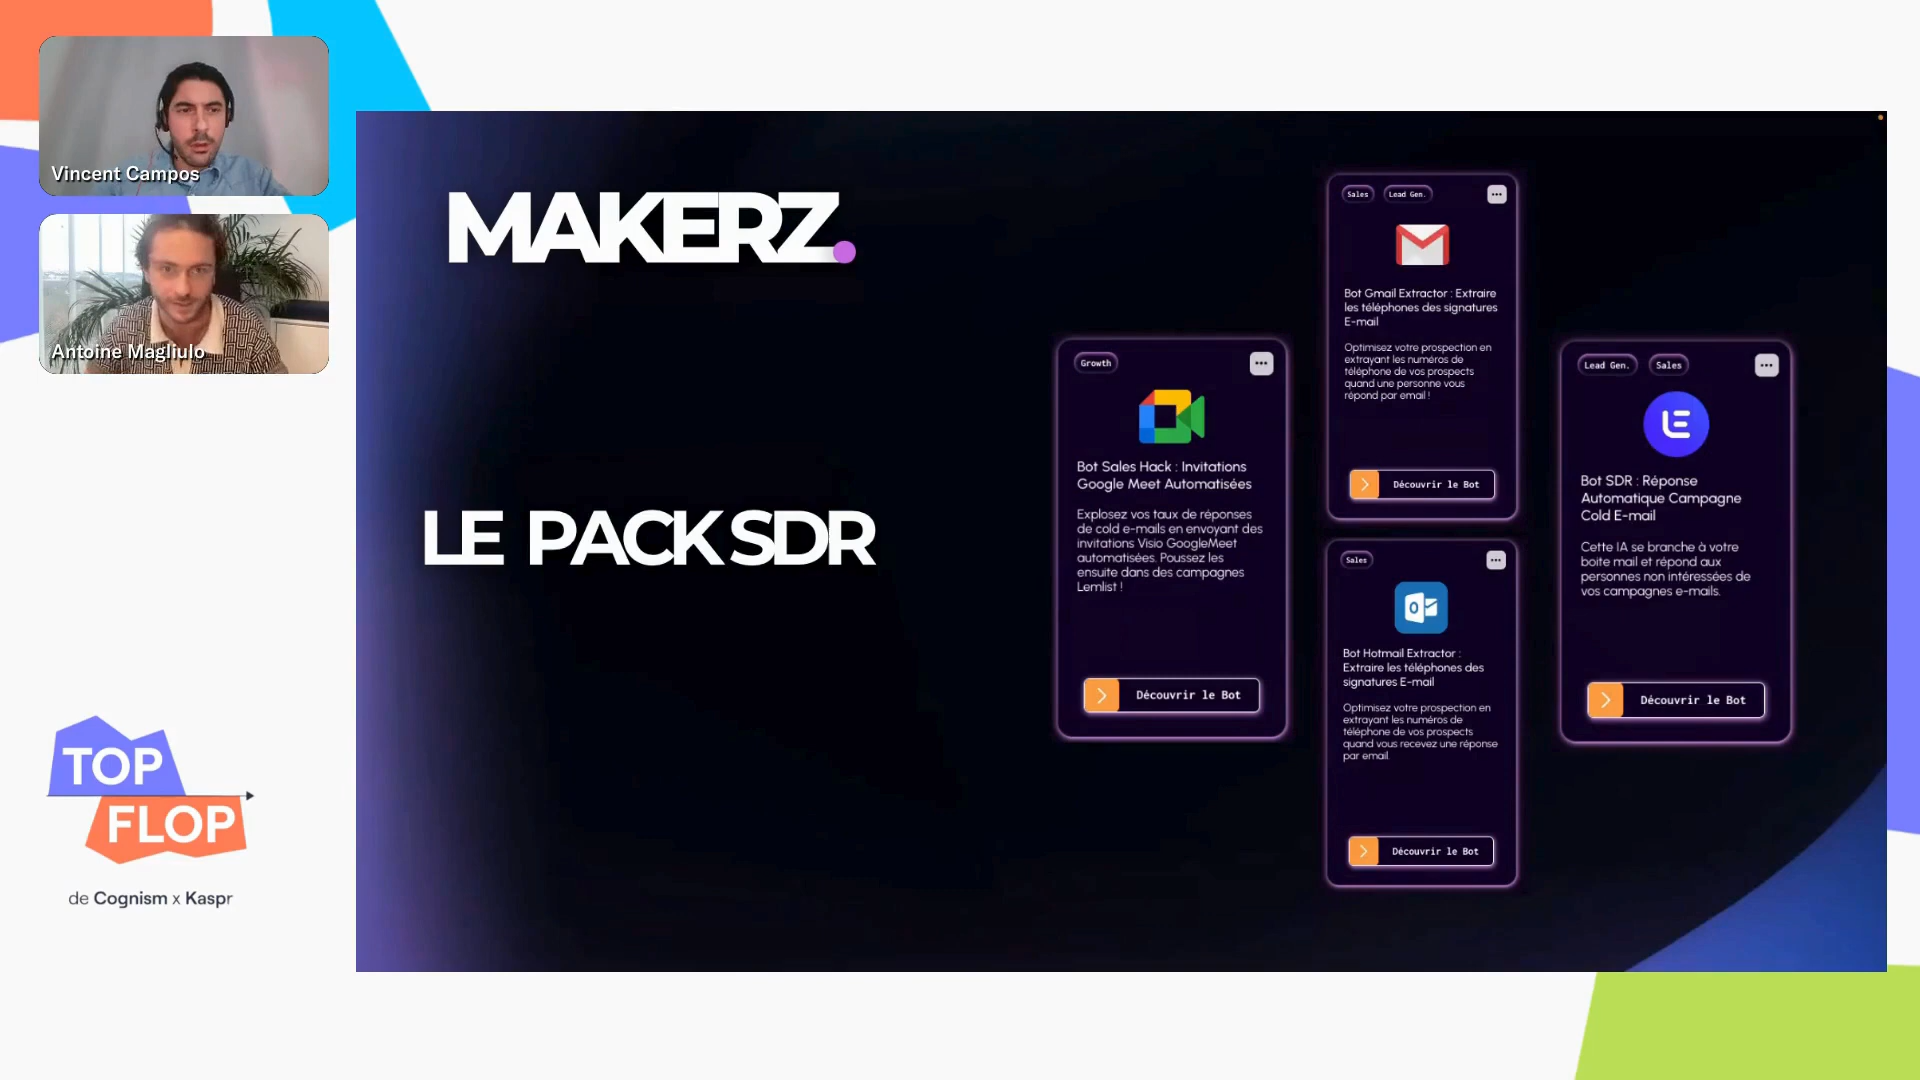 Vincent Campos
Antoine Magliulo
TOP
FLOP
de Cognism x Kaspr
MAKERZ.
LE PACK SDR
Growth
Bot Sales Hack : Invitations
Google Meet Automatisées
Explosez vos taux de réponses
de cold e-mails en envoyant des
invitations Visio GoogleMeet
automatisées. Poussez les
ensuite dans des campagnes
Lemlist !
Découvrir le Bot
Sales
Lead Gen.
Bot Gmail Extractor : Extraire
les téléphones des signatures
E-mail
Optimisez votre prospection en
extrayant les numéros de
téléphone de vos prospects
quand une personne vous
répond par email !
Découvrir le Bot
Sales
Bot Hotmail Extractor :
Extraire les téléphones des
signatures E-mail
Optimisez votre prospection en
extrayant les numéros de
téléphone de vos prospects
quand vous recevez une réponse
par email.
Découvrir le Bot
Lead Gen.
Sales
Bot SDR : Réponse
Automatique Campagne
Cold E-mail
Cette IA se branche à votre
boite mail et répond aux
personnes non intéressées de
vos campagnes e-mails.
Découvrir le Bot